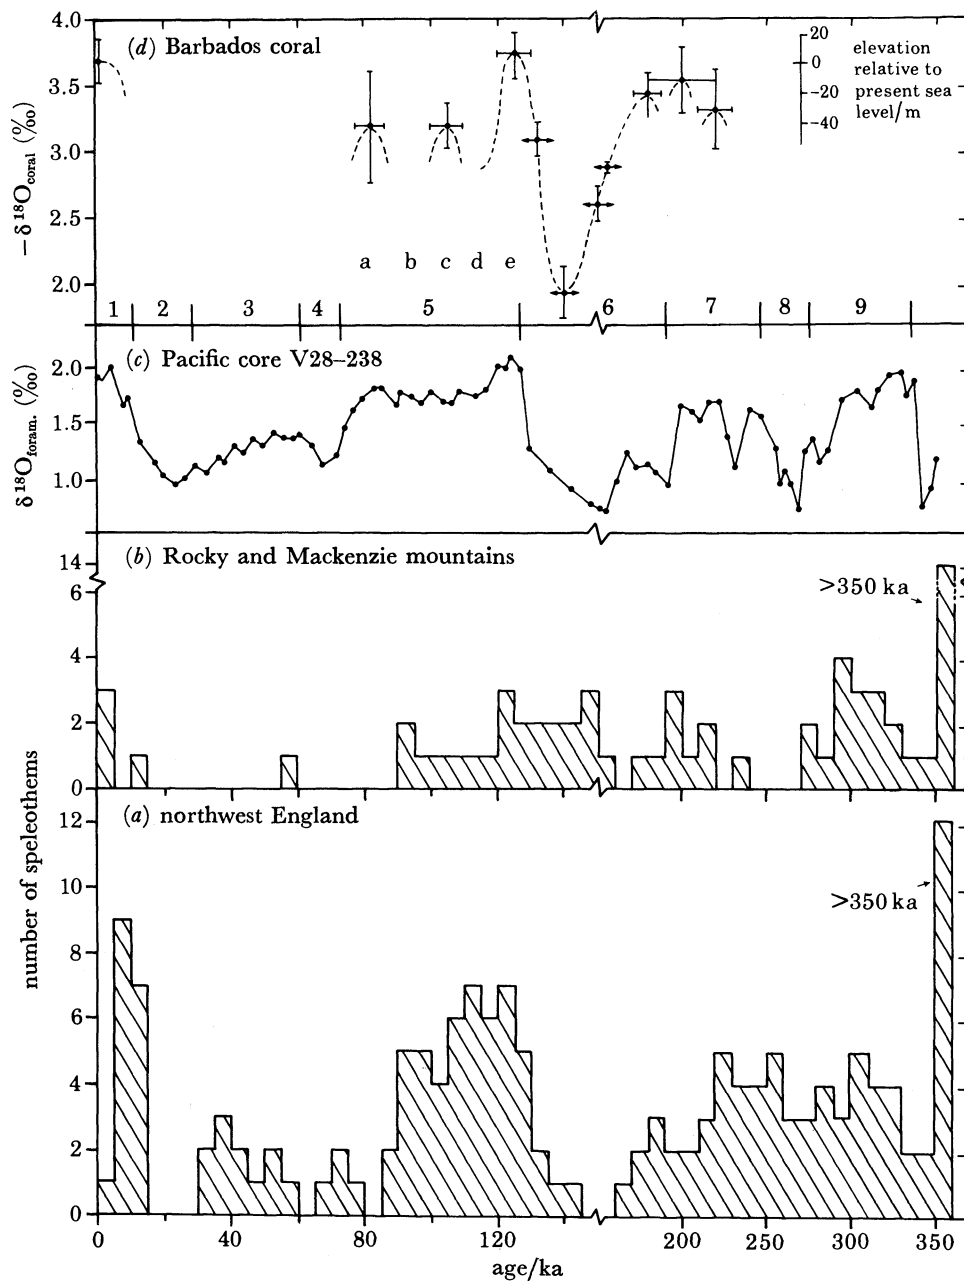 4.0
(d) Barbados coral
20
0
−20
−40
elevation
relative to
present sea
level/m
3.5
3.0
2.5
2.0
−δ¹⁸O_coral (‰)
a b c d e
1 2 3 4 5 6 7 8 9
(c) Pacific core V28–238
2.0
1.5
1.0
δ¹⁸O_foram. (‰)
(b) Rocky and Mackenzie mountains
14
6
4
2
0
>350 ka
(a) northwest England
12
10
8
6
4
2
0
>350 ka
number of speleothems
0 40 80 120 200 250 300 350
age/ka